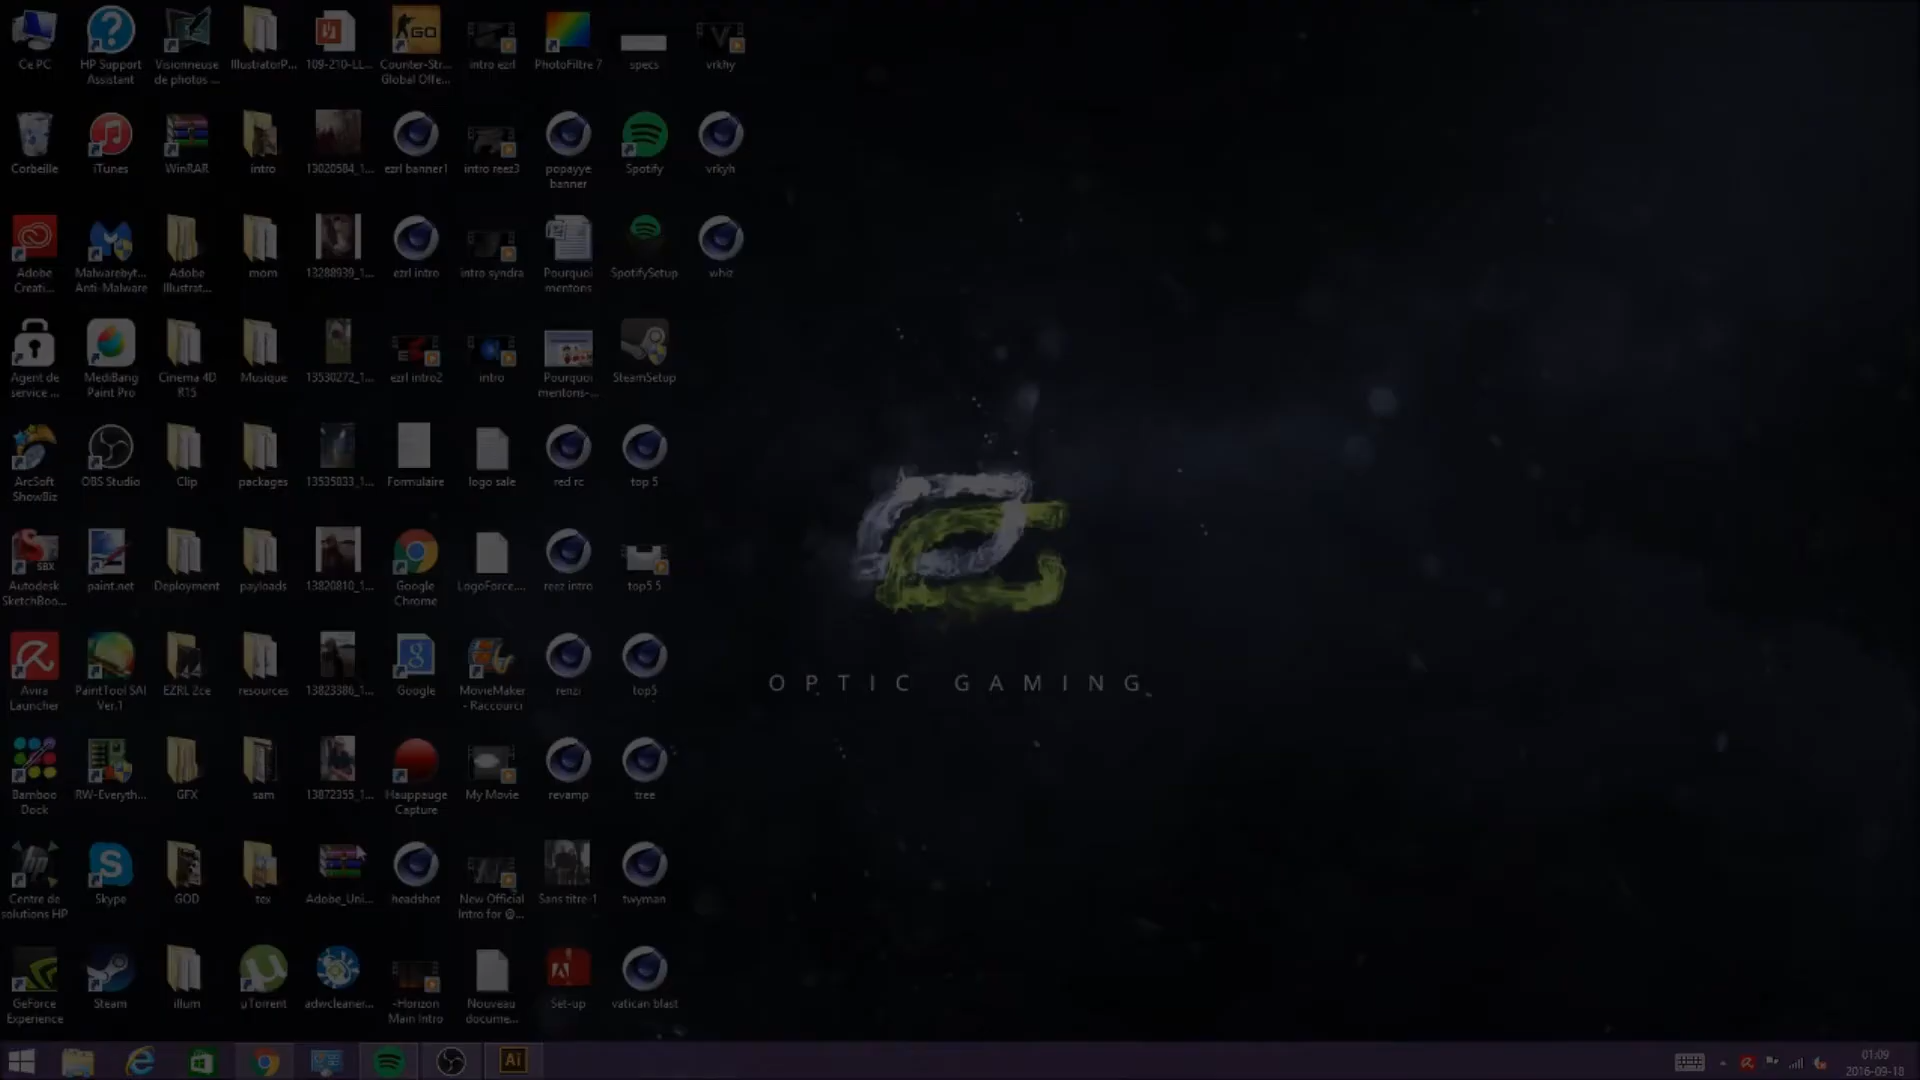 Ce PC
HP Support
Assistant
Visionneuse
de photos ...
IllustratorP...
109-210-LL...
Counter-Str...
Global Offe...
intro ezrl
PhotoFiltre 7
specs
vrkhy
Corbeille
iTunes
WinRAR
intro
13020584_1...
ezrl banner1
intro reez3
popayye
banner
Spotify
vrkyh
Adobe
Creati...
Malwarebyt...
Anti-Malware
Adobe
Illustrat...
mom
13288939_1...
ezrl intro
intro syndra
Pourquoi
mentons
SpotifySetup
whiz
Agent de
service ...
MediBang
Paint Pro
Cinema 4D
R15
Musique
13530272_1...
ezrl intro2
intro
Pourquoi
mentons-...
SteamSetup
ArcSoft
ShowBiz
OBS Studio
Clip
packages
13535833_1...
Formulaire
logo sale
red rc
top 5
Autodesk
SketchBoo...
paint.net
Deployment
payloads
13820810_1...
Google
Chrome
LogoForce....
reez intro
top5 5
Avira
Launcher
PaintTool SAI
Ver.1
EZRL 2ce
resources
13823386_1...
Google
MovieMaker
- Raccourci
renzi
top5
OPTIC GAMING
Bamboo
Dock
RW-Everyth...
GFX
sam
13872355_1...
Hauppauge
Capture
My Movie
revamp
tree
Centre de
solutions HP
Skype
GOD
tex
Adobe_Uni...
headshot
New Official
Intro for @...
Sans titre-1
twyman
GeForce
Experience
Steam
illum
µTorrent
adwcleaner...
-Horizon
Main Intro
Nouveau
docume...
Set-up
vatican blast
Ai
01:09
2016-09-18